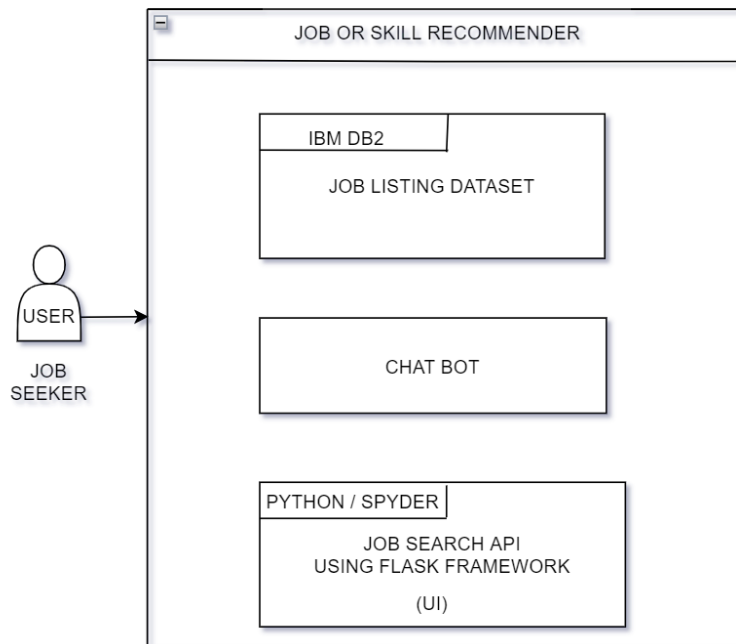 JOB OR SKILL RECOMMENDER
IBM DB2
JOB LISTING DATASET
USER
JOB
SEEKER
CHAT BOT
PYTHON / SPYDER
JOB SEARCH API
USING FLASK FRAMEWORK
(UI)